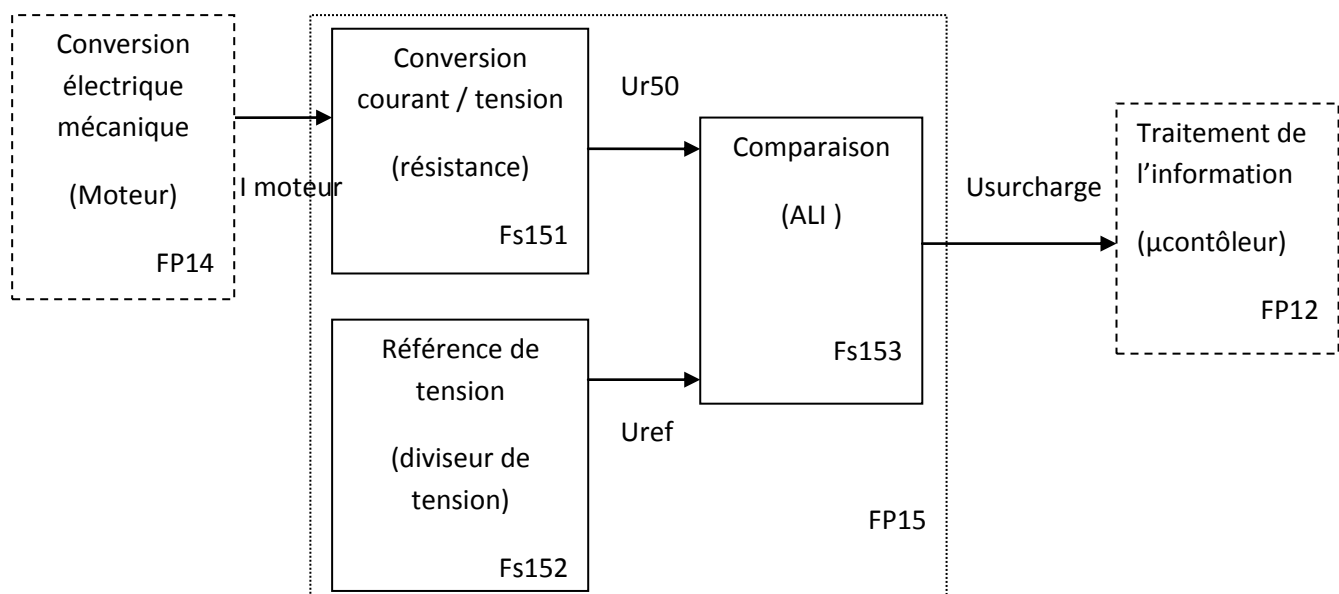 Conversion
électrique
mécanique
(Moteur)
FP14
I moteur
Conversion
courant / tension
(résistance)
Fs151
Ur50
Référence de
tension
(diviseur de
tension)
Fs152
Uref
Comparaison
(ALI )
Fs153
FP15
Usurcharge
Traitement de
l’information
(µcontôleur)
FP12